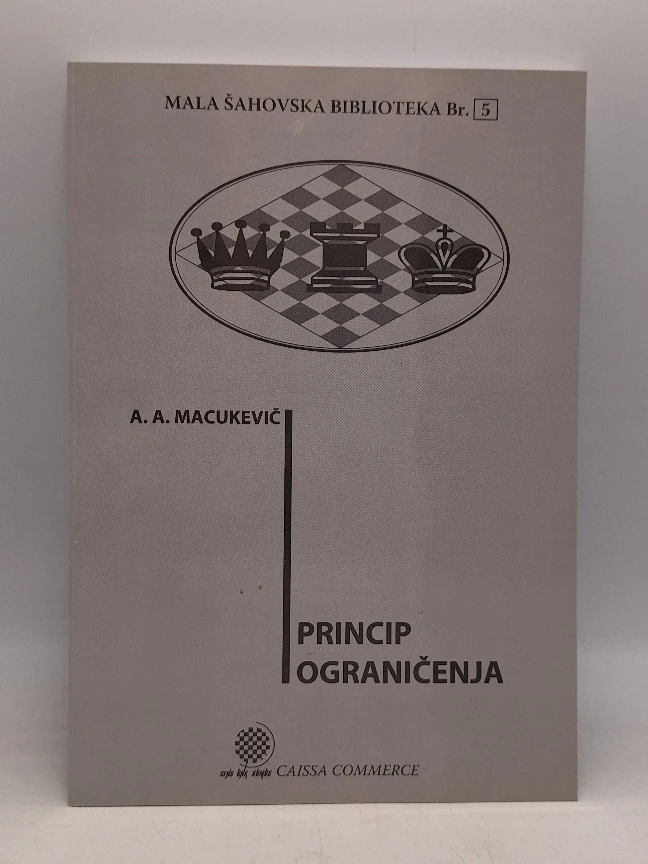 MALA ŠAHOVSKA BIBLIOTEKA Br. 5
A. A. MACUKEVIČ
PRINCIP
OGRANIČENJA
CAISSA COMMERCE